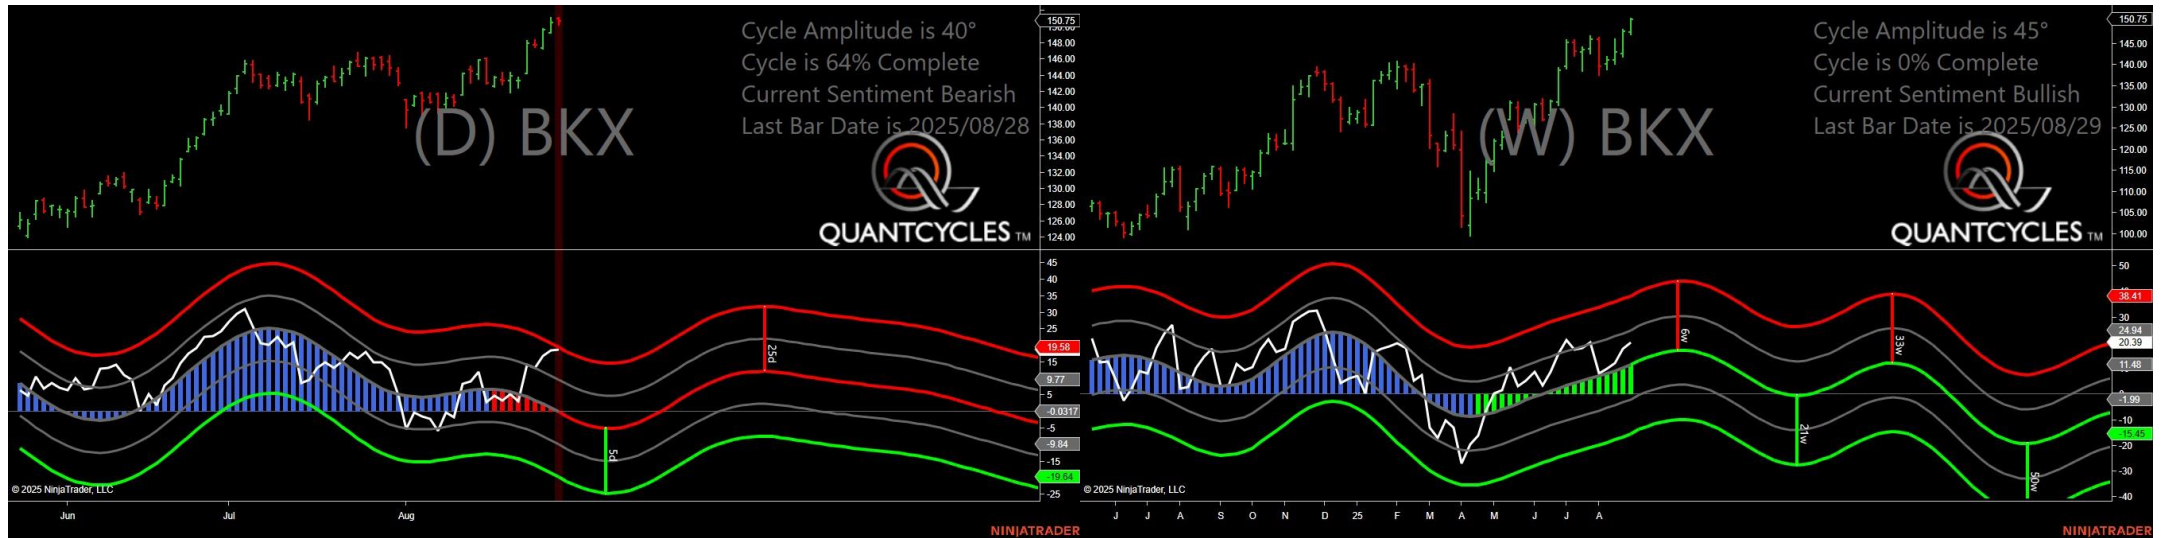 Cycle Amplitude is 40°
Cycle is 64% Complete
Current Sentiment Bearish
Last Bar Date is 2025/08/28
(D) BKX
QUANTCYCLES TM
150.75
148.00
146.00
144.00
142.00
140.00
138.00
136.00
134.00
132.00
130.00
128.00
126.00
124.00
45
40
35
30
25
19.58
15
9.77
5
-0.0317
-5
-9.84
-15
-19.64
-25
25d
5d
© 2025 NinjaTrader, LLC
Jun
Jul
Aug
NINJATRADER
Cycle Amplitude is 45°
Cycle is 0% Complete
Current Sentiment Bullish
Last Bar Date is 2025/08/29
(W) BKX
QUANTCYCLES TM
150.75
145.00
140.00
135.00
130.00
125.00
120.00
115.00
110.00
105.00
100.00
50
38.41
30
24.94
20.39
11.48
-1.99
-10
-15.45
-20
-30
-40
6w
33w
21w
50w
© 2025 NinjaTrader, LLC
J J A S O N D 25 F M A M J J A
NINJATRADER